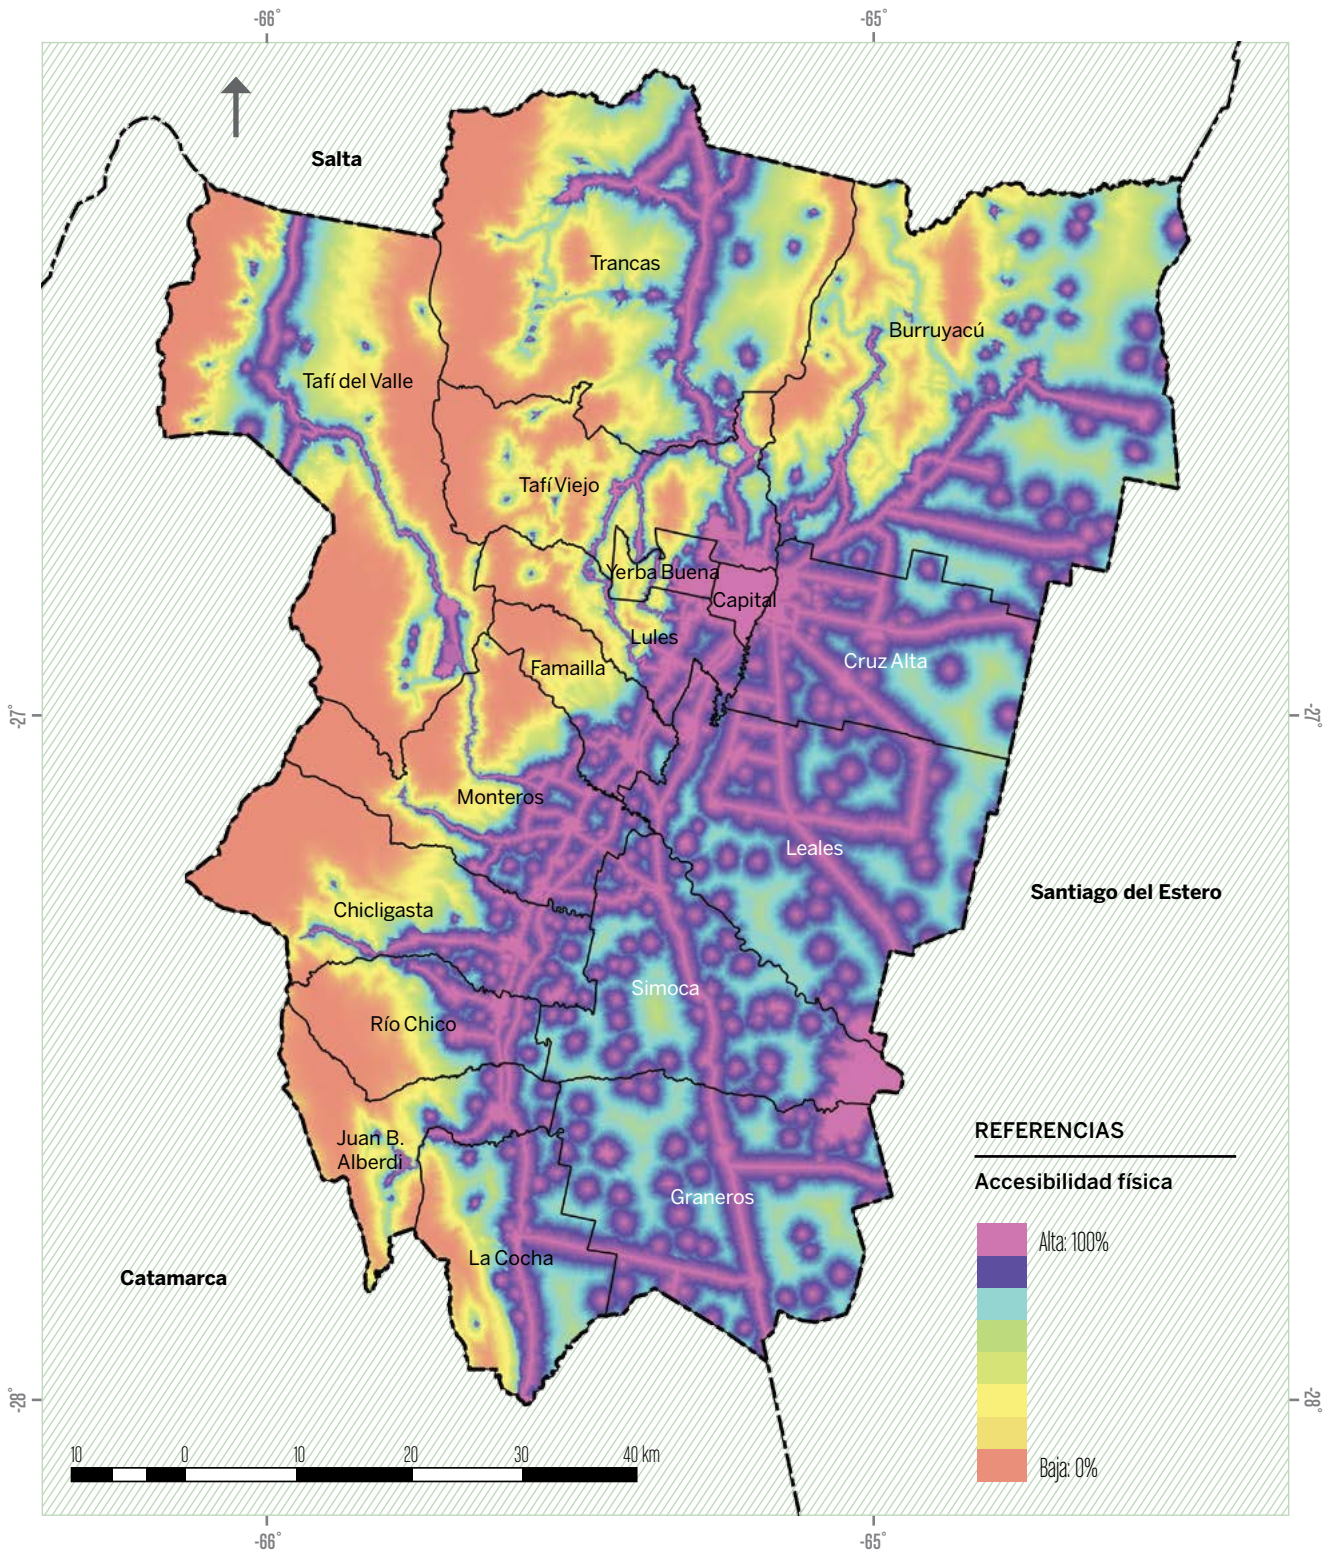 -66°
-65°
Salta
Trancas
Burruyacú
Tafí del Valle
Tafí Viejo
Yerba Buena
Capital
Lules
Cruz Alta
Famailla
-27°
-27°
Monteros
Leales
Santiago del Estero
Chicligasta
Simoca
Río Chico
Juan B.
Alberdi
Graneros
La Cocha
Catamarca
REFERENCIAS
Accesibilidad física
Alta: 100%
Baja: 0%
-28°
-28°
10 0 10 20 30 40 km
-66°
-65°